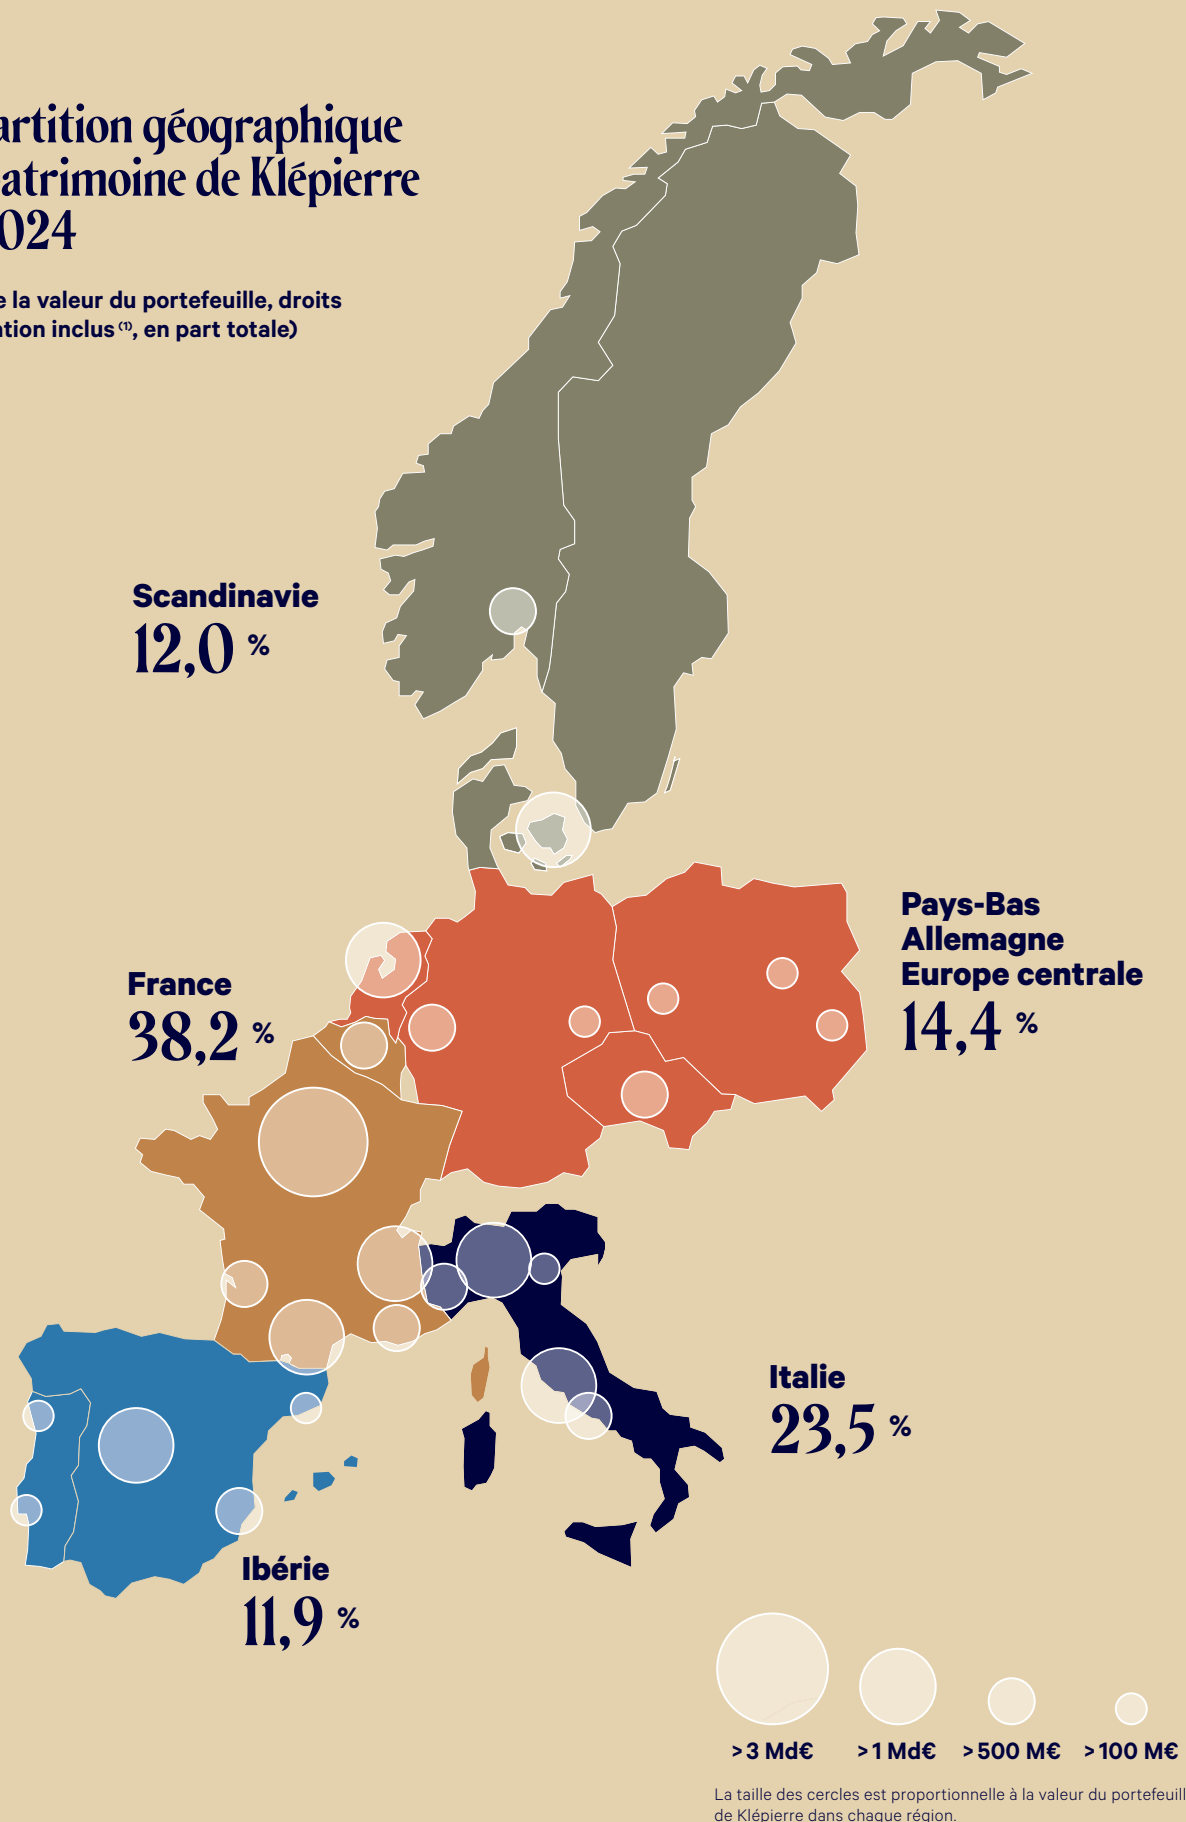 artition géographique
atrimoine de Klépierre
024
e la valeur du portefeuille, droits
ation inclus (1), en part totale)
Scandinavie
12,0 %
Pays-Bas
Allemagne
Europe centrale
14,4 %
France
38,2 %
Italie
23,5 %
Ibérie
11,9 %
> 3 Md€ > 1 Md€ > 500 M€ > 100 M€
La taille des cercles est proportionnelle à la valeur du portefeuill
de Klépierre dans chaque région.